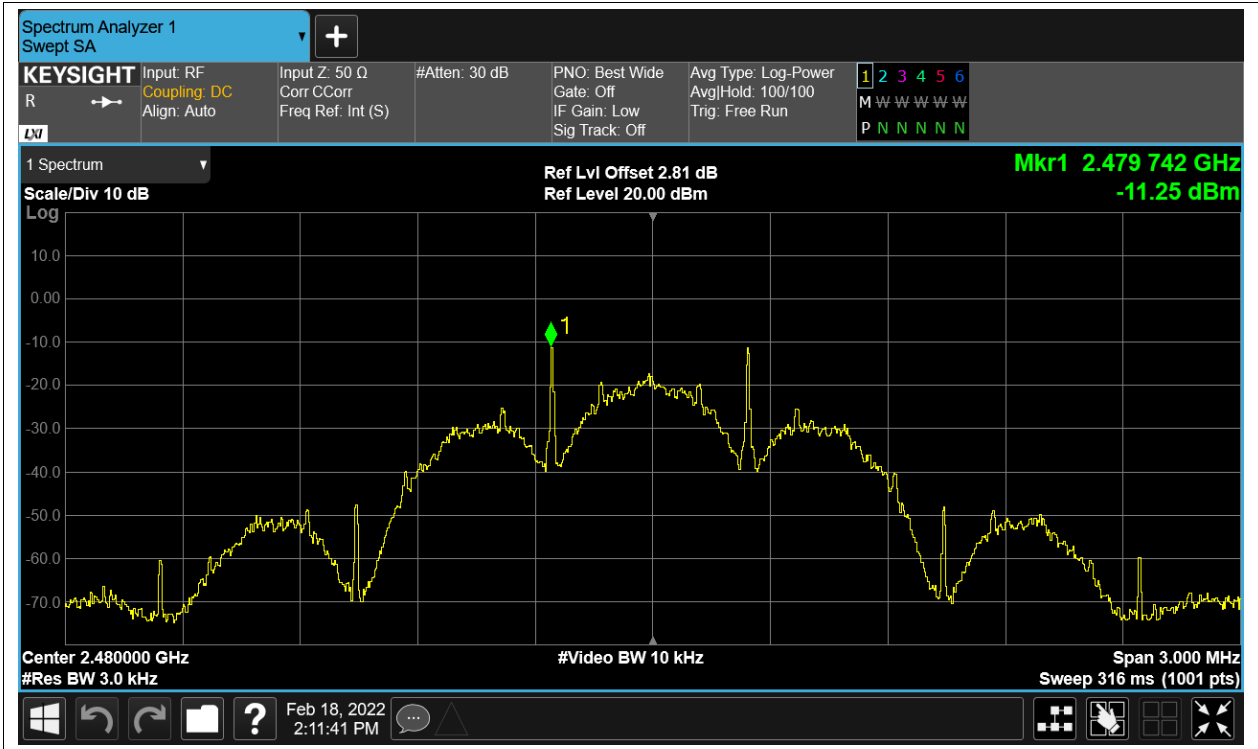 Spectrum Analyzer 1
Swept SA
KEYSIGHT
R
LXI
Input: RF
Coupling: DC
Align: Auto
Input Z: 50 Ω
Corr CCorr
Freq Ref: Int (S)
#Atten: 30 dB
PNO: Best Wide
Gate: Off
IF Gain: Low
Sig Track: Off
Avg Type: Log-Power
Avg|Hold: 100/100
Trig: Free Run
1 2 3 4 5 6
M W W W W W
P N N N N N
1 Spectrum
Scale/Div 10 dB
Ref Lvl Offset 2.81 dB
Ref Level 20.00 dBm
Mkr1 2.479 742 GHz
-11.25 dBm
Log
10.0
0.00
-10.0
-20.0
-30.0
-40.0
-50.0
-60.0
-70.0
1
Center 2.480000 GHz
#Res BW 3.0 kHz
#Video BW 10 kHz
Span 3.000 MHz
Sweep 316 ms (1001 pts)
?
Feb 18, 2022
2:11:41 PM